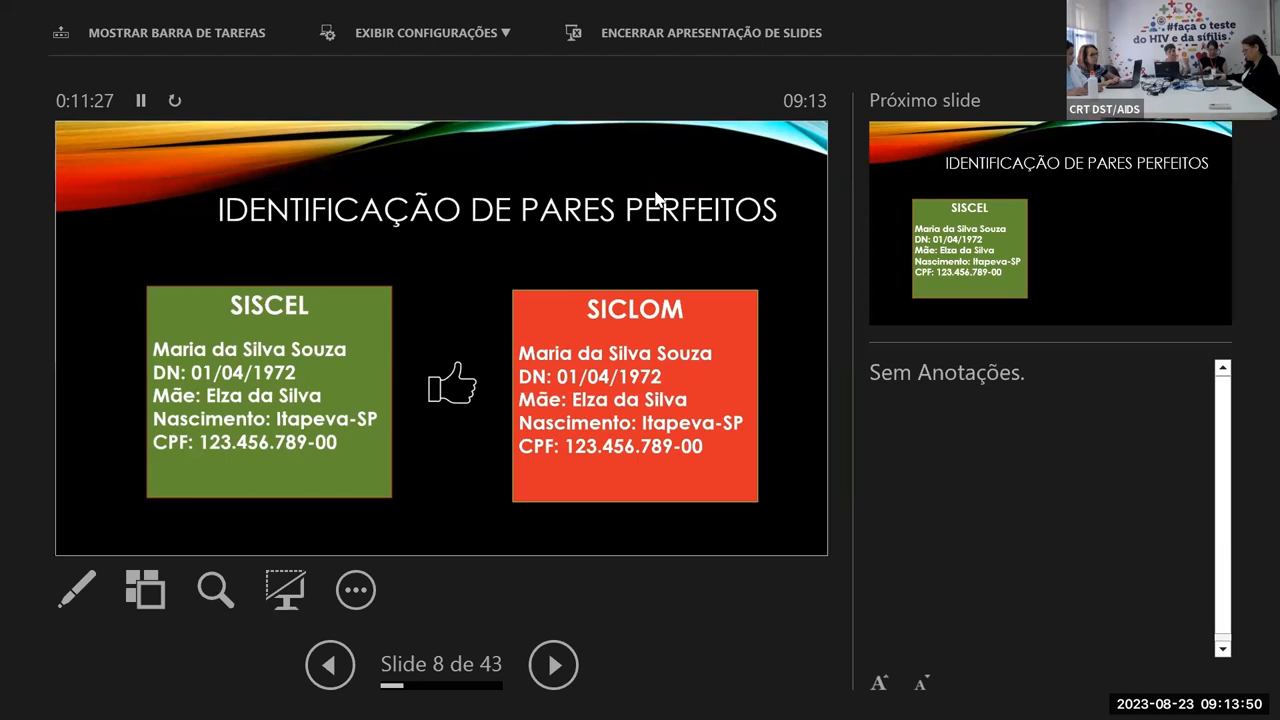 MOSTRAR BARRA DE TAREFAS
EXIBIR CONFIGURAÇÕES ▼
ENCERRAR APRESENTAÇÃO DE SLIDES
#faça o teste
do HIV e da sífilis
CRT DST/AIDS
0:11:27
09:13
Próximo slide
IDENTIFICAÇÃO DE PARES PERFEITOS
SISCEL
Maria da Silva Souza
DN: 01/04/1972
Mãe: Elza da Silva
Nascimento: Itapeva-SP
CPF: 123.456.789-00
SICLOM
Maria da Silva Souza
DN: 01/04/1972
Mãe: Elza da Silva
Nascimento: Itapeva-SP
CPF: 123.456.789-00
IDENTIFICAÇÃO DE PARES PERFEITOS
SISCEL
Maria da Silva Souza
DN: 01/04/1972
Mãe: Elza da Silva
Nascimento: Itapeva-SP
CPF: 123.456.789-00
Sem Anotações.
Slide 8 de 43
A A
2023-08-23 09:13:50